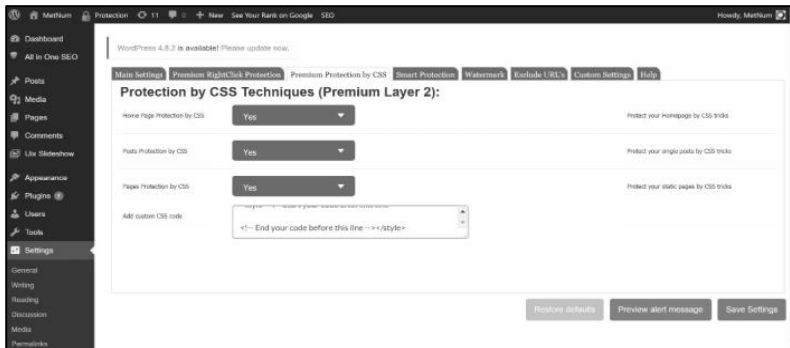 MetNum Protection 11 0 New See Your Rank on Google SEO Howdy, MetNum
Dashboard
All in One SEO
Posts
Media
Pages
Comments
Uix Slideshow
Appearance
Plugins
Users
Tools
Settings
General
Writing
Reading
Discussion
Media
Permalinks
WordPress 4.8.2 is available! Please update now.
Main Settings Premium RightClick Protection Premium Protection by CSS Smart Protection Watermark Exclude URL's Custom Settings Help
Protection by CSS Techniques (Premium Layer 2):
Home Page Protection by CSS Yes Protect your Homepage by CSS tricks
Posts Protection by CSS Yes Protect your single posts by CSS tricks
Pages Protection by CSS Yes Protect your static pages by CSS tricks
Add custom CSS code
<!-- End your code before this line --></style>
Restore defaults Preview alert message Save Settings